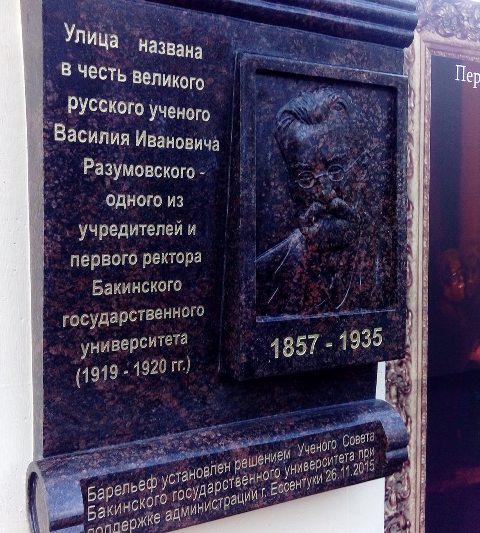 Улица названа
в честь великого
русского ученого
Василия Ивановича
Разумовского -
одного из
учредителей и
первого ректора
Бакинского
государственного
университета
(1919 - 1920 гг.)
1857 - 1935
Барельеф установлен решением Ученого Совета
Бакинского государственного университета при
поддержке администрации г. Ессентуки 26.11.2015